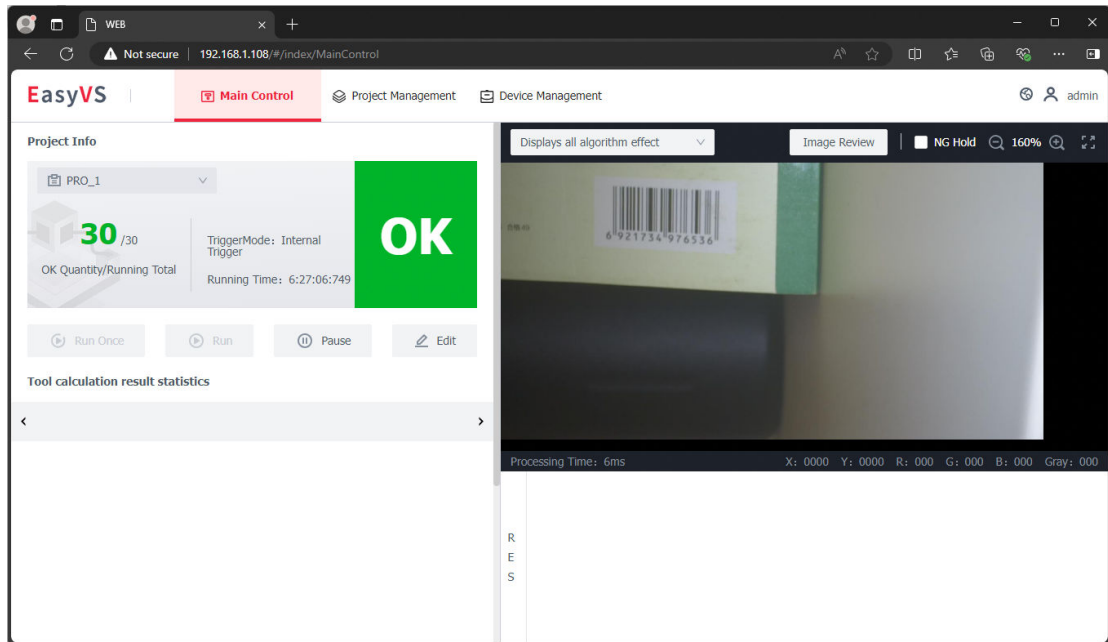 WEB
Not secure 192.168.1.108/#/index/MainControl
EasyVS
Main Control
Project Management
Device Management
admin
Project Info
PRO_1
30 /30
OK Quantity/Running Total
TriggerMode: Internal
Trigger
Running Time: 6:27:06:749
OK
Run Once
Run
Pause
Edit
Tool calculation result statistics
Displays all algorithm effect
Image Review
NG Hold
160%
6 921734 976536
Processing Time: 6ms
X: 0000 Y: 0000 R: 000 G: 000 B: 000 Gray: 000
R
E
S